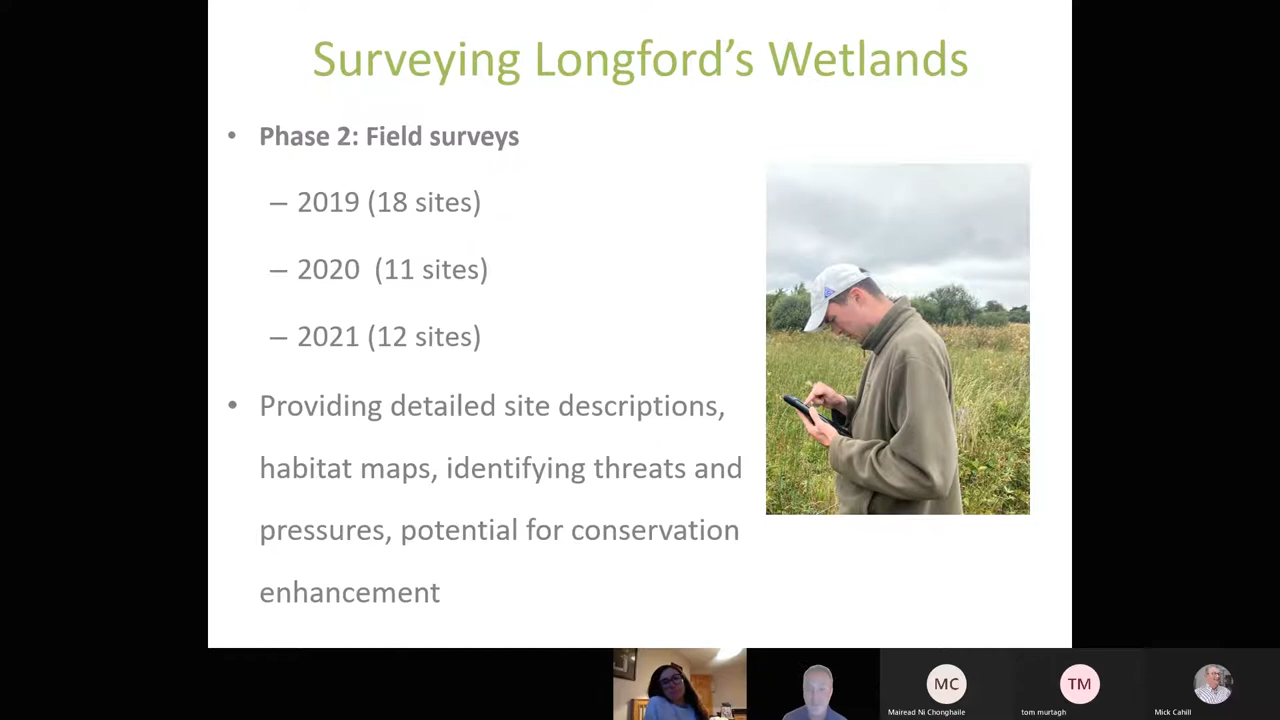 Surveying Longford’s Wetlands
• Phase 2: Field surveys
– 2019 (18 sites)
– 2020 (11 sites)
– 2021 (12 sites)
• Providing detailed site descriptions,
habitat maps, identifying threats and
pressures, potential for conservation
enhancement
MC
TM
Mairead Ni Chonghaile
tom murtagh
Mick Cahill